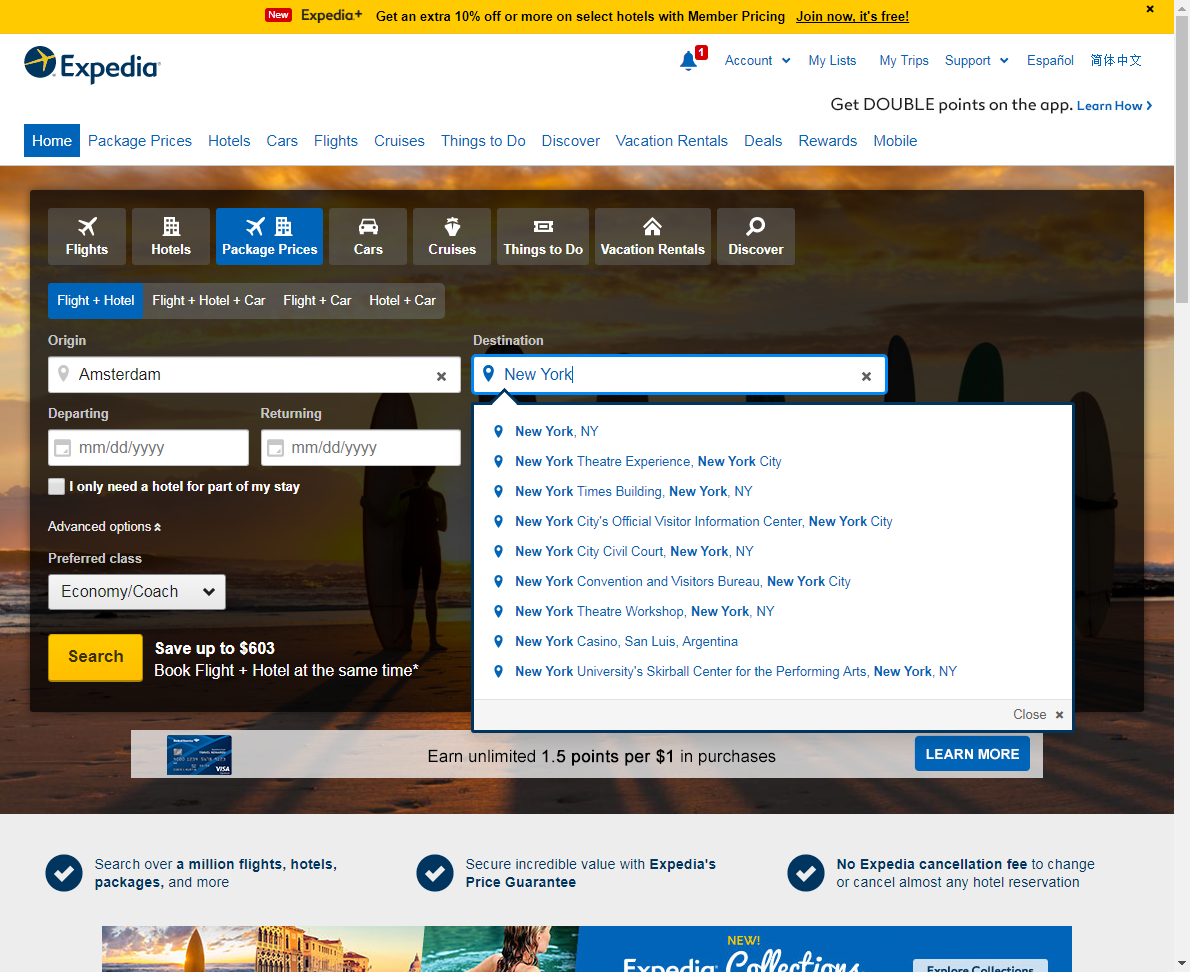 New Expedia+ Get an extra 10% off or more on select hotels with Member Pricing Join now, it's free!
Expedia
1 Account My Lists My Trips Support Español 简体中文
Get DOUBLE points on the app. Learn How
Home Package Prices Hotels Cars Flights Cruises Things to Do Discover Vacation Rentals Deals Rewards Mobile
Flights Hotels Package Prices Cars Cruises Things to Do Vacation Rentals Discover
Flight + Hotel Flight + Hotel + Car Flight + Car Hotel + Car
Origin Destination
Amsterdam New York
Departing Returning
mm/dd/yyyy mm/dd/yyyy
I only need a hotel for part of my stay
Advanced options
Preferred class
Economy/Coach
Search
Save up to $603
Book Flight + Hotel at the same time*
New York, NY
New York Theatre Experience, New York City
New York Times Building, New York, NY
New York City's Official Visitor Information Center, New York City
New York City Civil Court, New York, NY
New York Convention and Visitors Bureau, New York City
New York Theatre Workshop, New York, NY
New York Casino, San Luis, Argentina
New York University's Skirball Center for the Performing Arts, New York, NY
Close
VISA
Earn unlimited 1.5 points per $1 in purchases LEARN MORE
Search over a million flights, hotels,
packages, and more
Secure incredible value with Expedia's
Price Guarantee
No Expedia cancellation fee to change
or cancel almost any hotel reservation
NEW!
Expedia Collections
Explore Collections